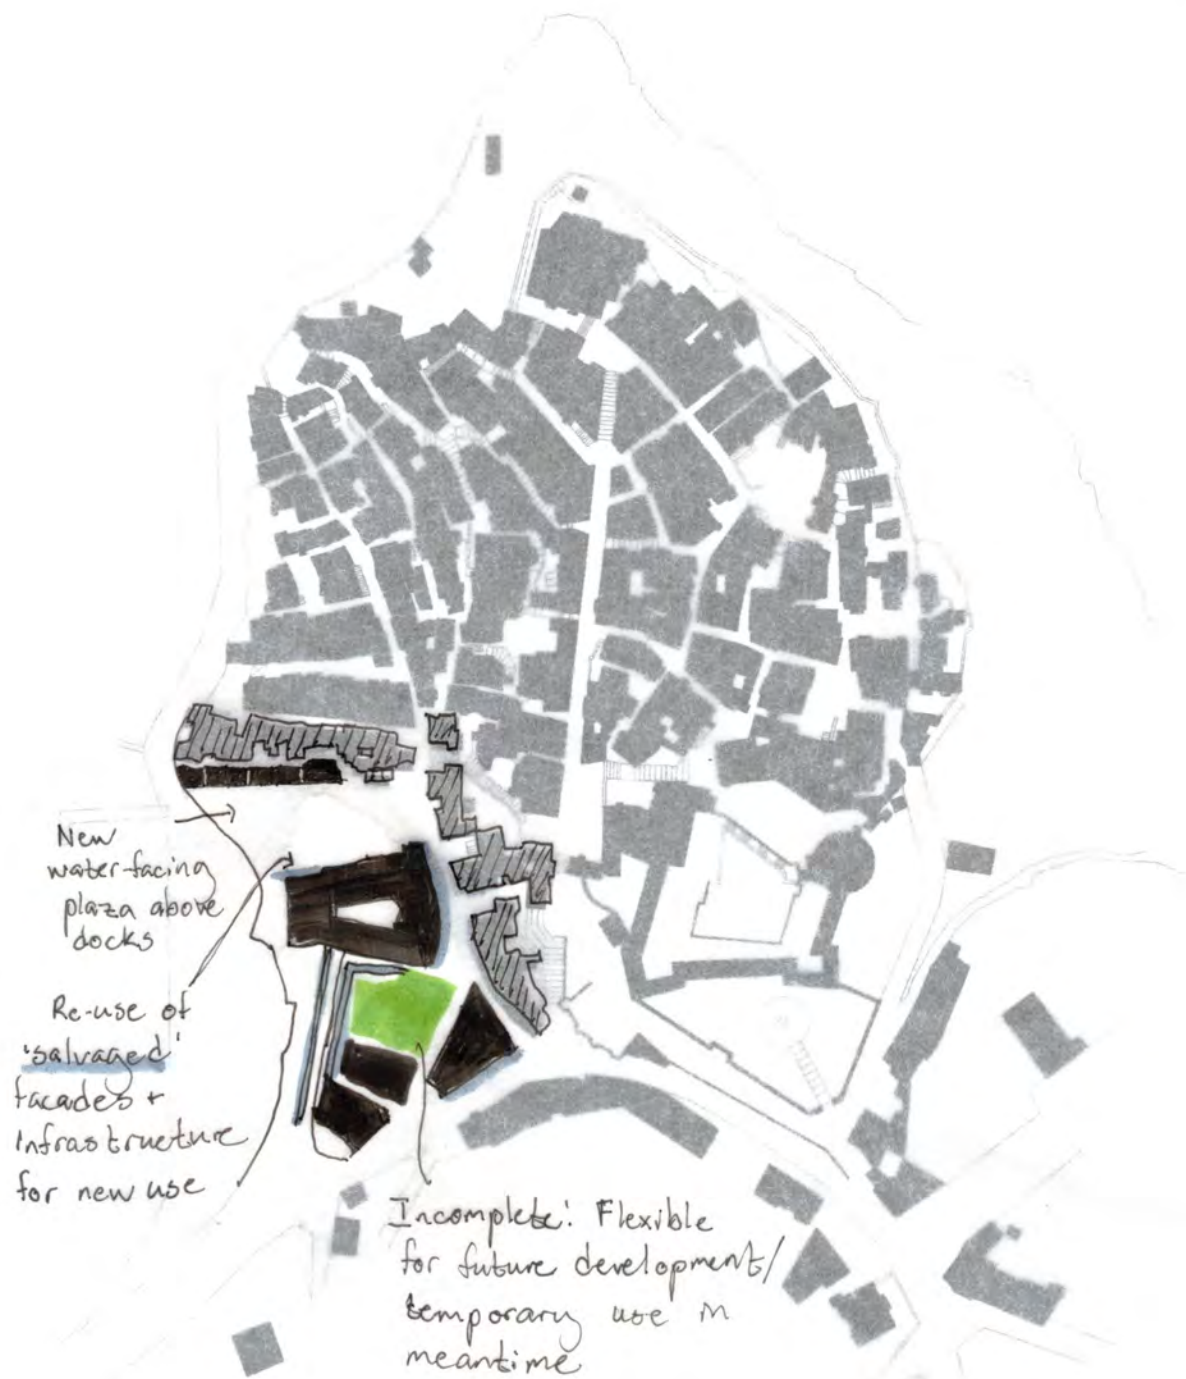 New
water-facing
plaza above
docks
Re-use of
'salvaged'
facades +
infrastructure
for new use
Incomplete: Flexible
for future development/
temporary use in
meantime